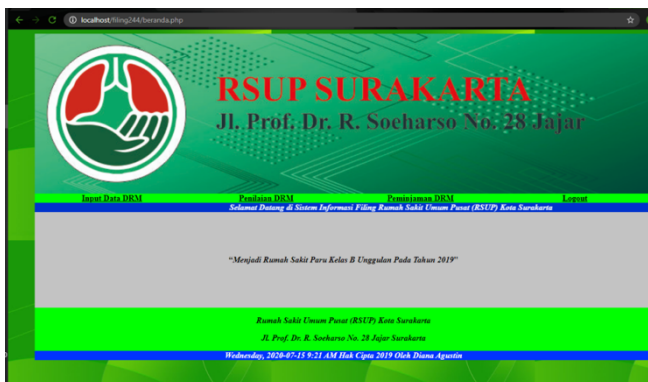 localhost/filing244/beranda.php
RSUP SURAKARTA
Jl. Prof. Dr. R. Soeharso No. 28 Jajar
Input Data DRM Penilaian DRM Peminjaman DRM Logout
Selamat Datang di Sistem Informasi Filing Rumah Sakit Umum Pusat (RSUP) Kota Surakarta
“Menjadi Rumah Sakit Paru Kelas B Unggulan Pada Tahun 2019”
Rumah Sakit Umum Pusat (RSUP) Kota Surakarta
Jl. Prof. Dr. R. Soeharso No. 28 Jajar Surakarta
Wednesday, 2020-07-15 9:21 AM Hak Cipta 2019 Oleh Diana Agustin